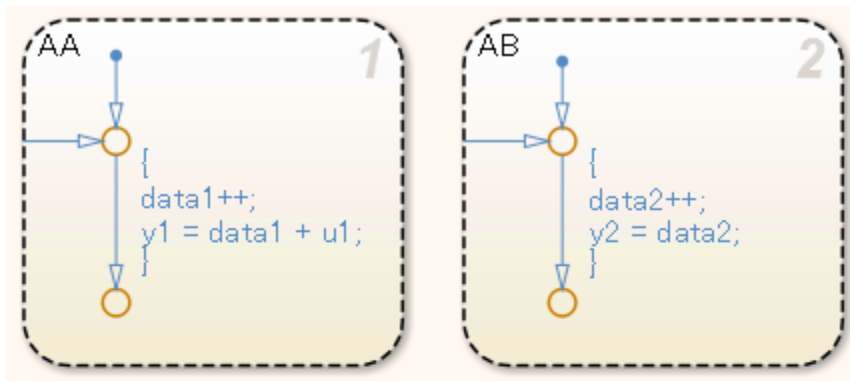 AA
1
{
data1++;
y1 = data1 + u1;
}
AB
2
{
data2++;
y2 = data2;
}